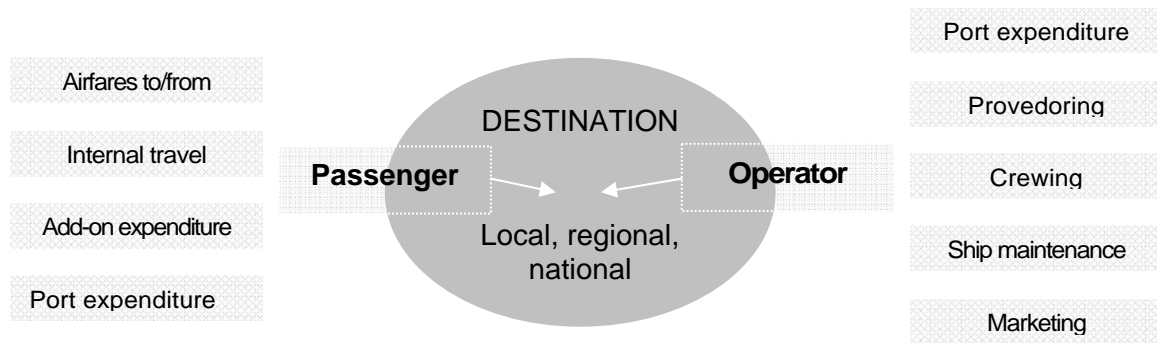 Airfares to/from
Internal travel
Add-on expenditure
Port expenditure
Passenger
DESTINATION
Local, regional,
national
Operator
Port expenditure
Provedoring
Crewing
Ship maintenance
Marketing